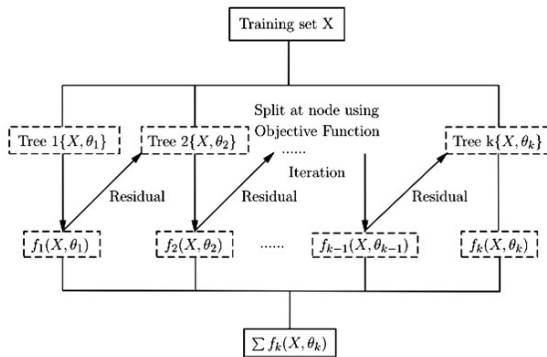 Training set X
Split at node using
Objective Function
Tree 1{X, θ₁}
Tree 2{X, θ₂}
......
Tree k{X, θₖ}
Iteration
Residual
Residual
Residual
f₁(X, θ₁)
f₂(X, θ₂)
......
fₖ₋₁(X, θₖ₋₁)
fₖ(X, θₖ)
∑ fₖ(X, θₖ)